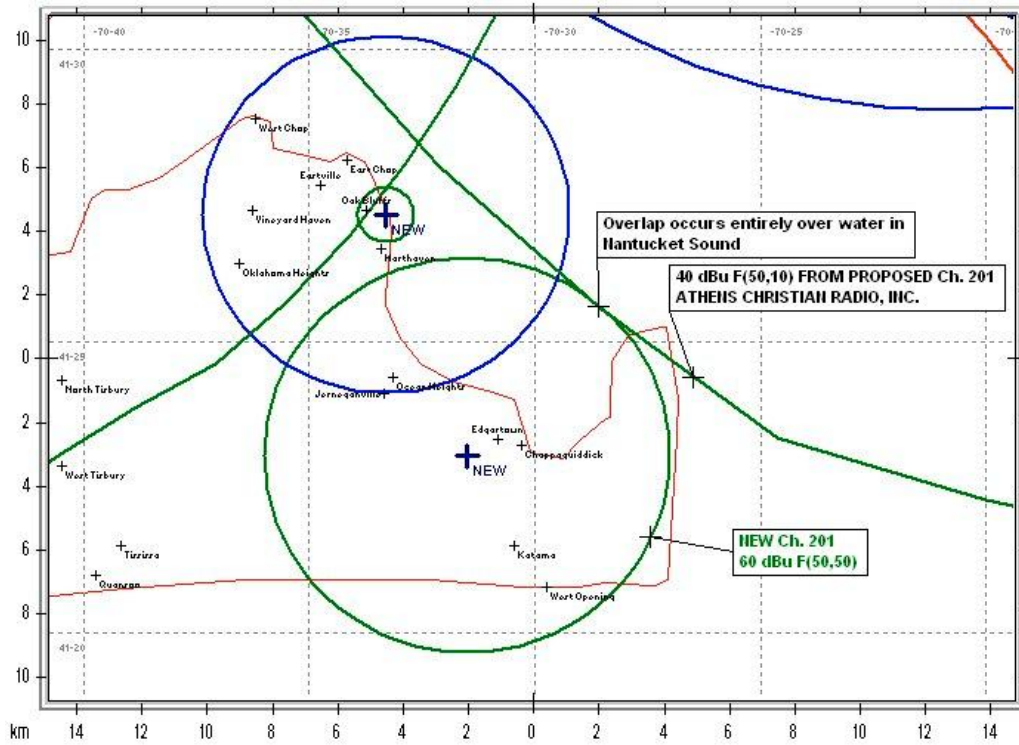 10
8
6
4
2
0
2
4
6
8
10
-70-40
-70-35
-70-30
-70-25
-70-
41-30
41-25
41-20
West Chop
East Chop
Eastville
Oak Bluffs
Vineyard Haven
NEW
Harthaven
Oklahoma Heights
Overlap occurs entirely over water in
Nantucket Sound
40 dBu F(50,10) FROM PROPOSED Ch. 201
ATHENS CHRISTIAN RADIO, INC.
North Tisbury
Ocean Heights
Jernegan
Edgartown
Chappaquiddick
NEW
West Tisbury
NEW Ch. 201
60 dBu F(50,50)
Katama
Quansoo
West Opening
km
14
12
10
8
6
4
2
0
2
4
6
8
10
12
14